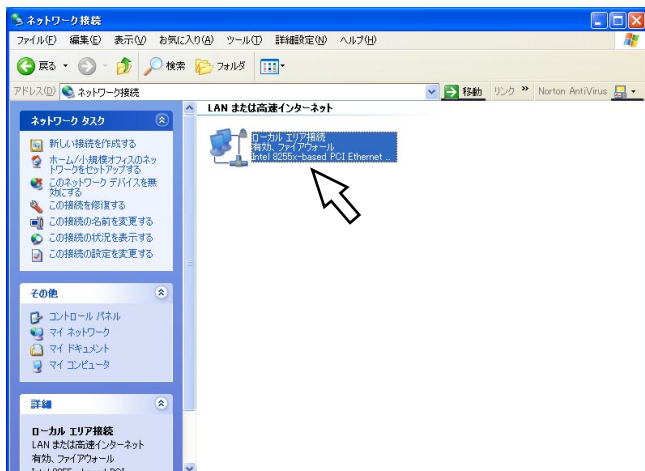 ネットワーク接続
ファイル(F) 編集(E) 表示(V) お気に入り(A) ツール(T) 詳細設定(N) ヘルプ(H)
戻る 検索 フォルダ
アドレス(D) ネットワーク接続 移動 リンク » Norton AntiVirus
ネットワーク タスク
新しい接続を作成する
ホーム/小規模オフィスのネッ
トワークをセットアップする
このネットワーク デバイスを無
効にする
この接続を修復する
この接続の名前を変更する
この接続の状況を表示する
この接続の設定を変更する
その他
コントロール パネル
マイ ネットワーク
マイ ドキュメント
マイ コンピュータ
詳細
ローカル エリア接続
LAN または高速インターネット
有効、ファイアウォール
LAN または高速インターネット
ローカル エリア接続
有効、ファイアウォール
Intel 8255x-based PCI Ethernet ...